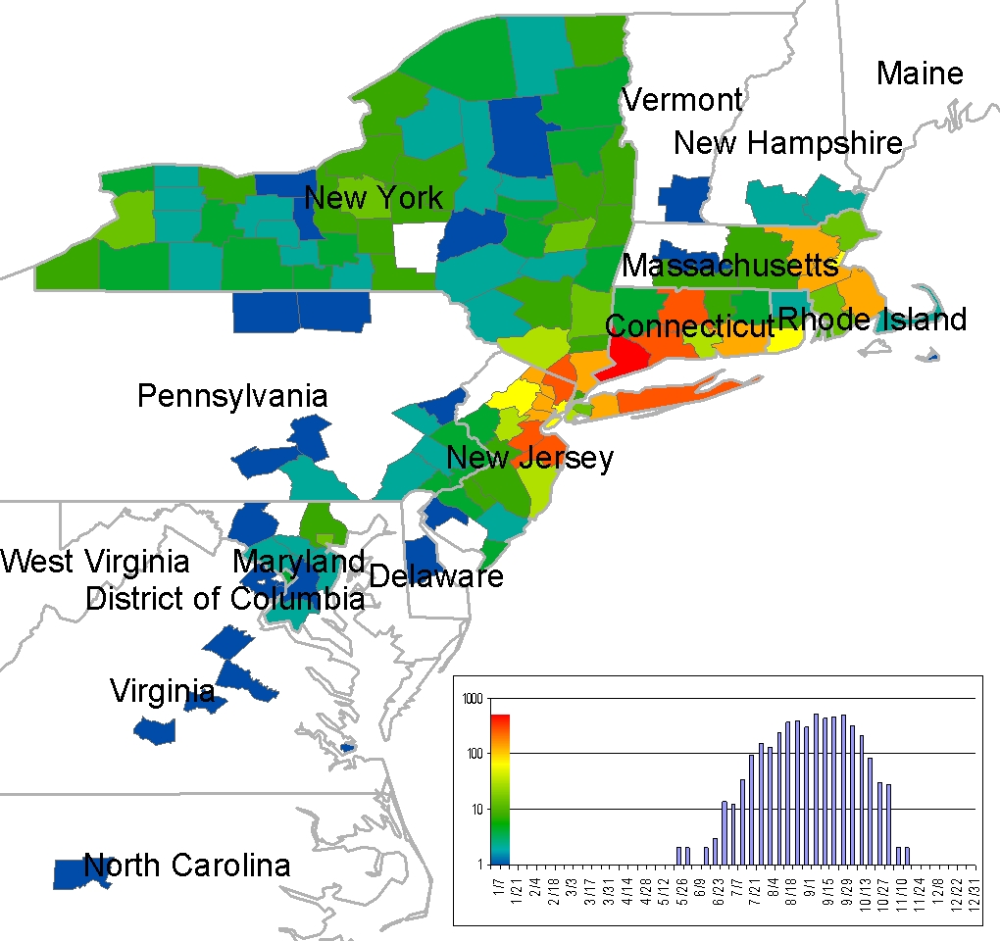 Maine
Vermont
New Hampshire
New York
Massachusetts
Connecticut
Rhode Island
Pennsylvania
New Jersey
West Virginia
Maryland
Delaware
District of Columbia
Virginia
North Carolina
1000
100
10
1
1/7
1/21
2/4
2/18
3/3
3/17
3/31
4/14
4/28
5/12
5/26
6/9
6/23
7/7
7/21
8/4
8/18
9/1
9/15
9/29
10/13
10/27
11/10
11/24
12/8
12/22
12/31